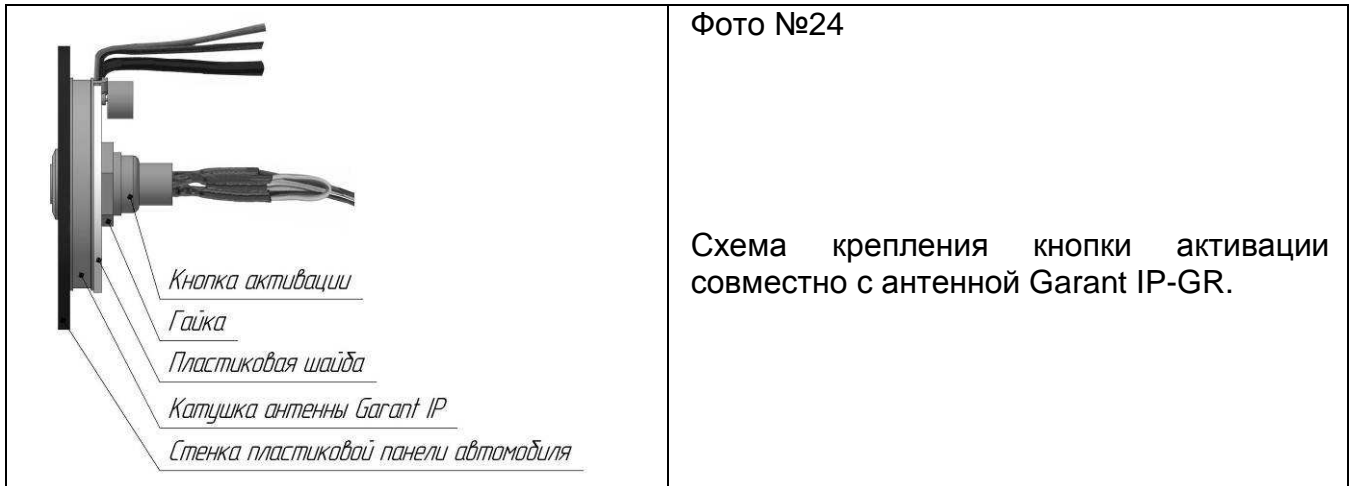 Фото №24
Кнопка активации
Гайка
Пластиковая шайба
Катушка антенны Garant IP
Стенка пластиковой панели автомобиля
Схема крепления кнопки активации
совместно с антенной Garant IP-GR.